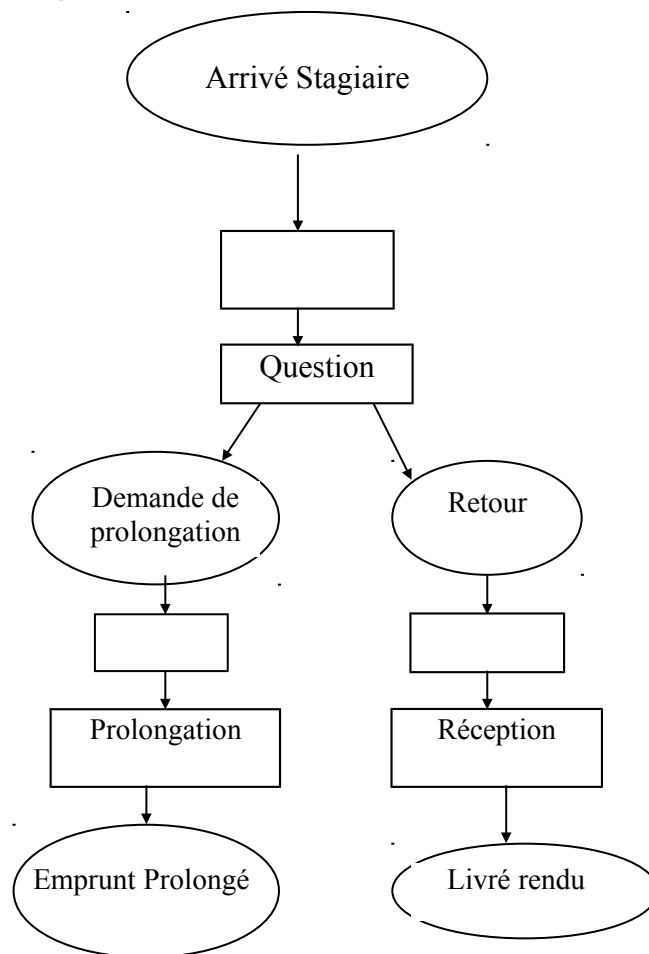 Arrivé Stagiaire
Question
Demande de
prolongation
Retour
Prolongation
Réception
Emprunt Prolongé
Livré rendu